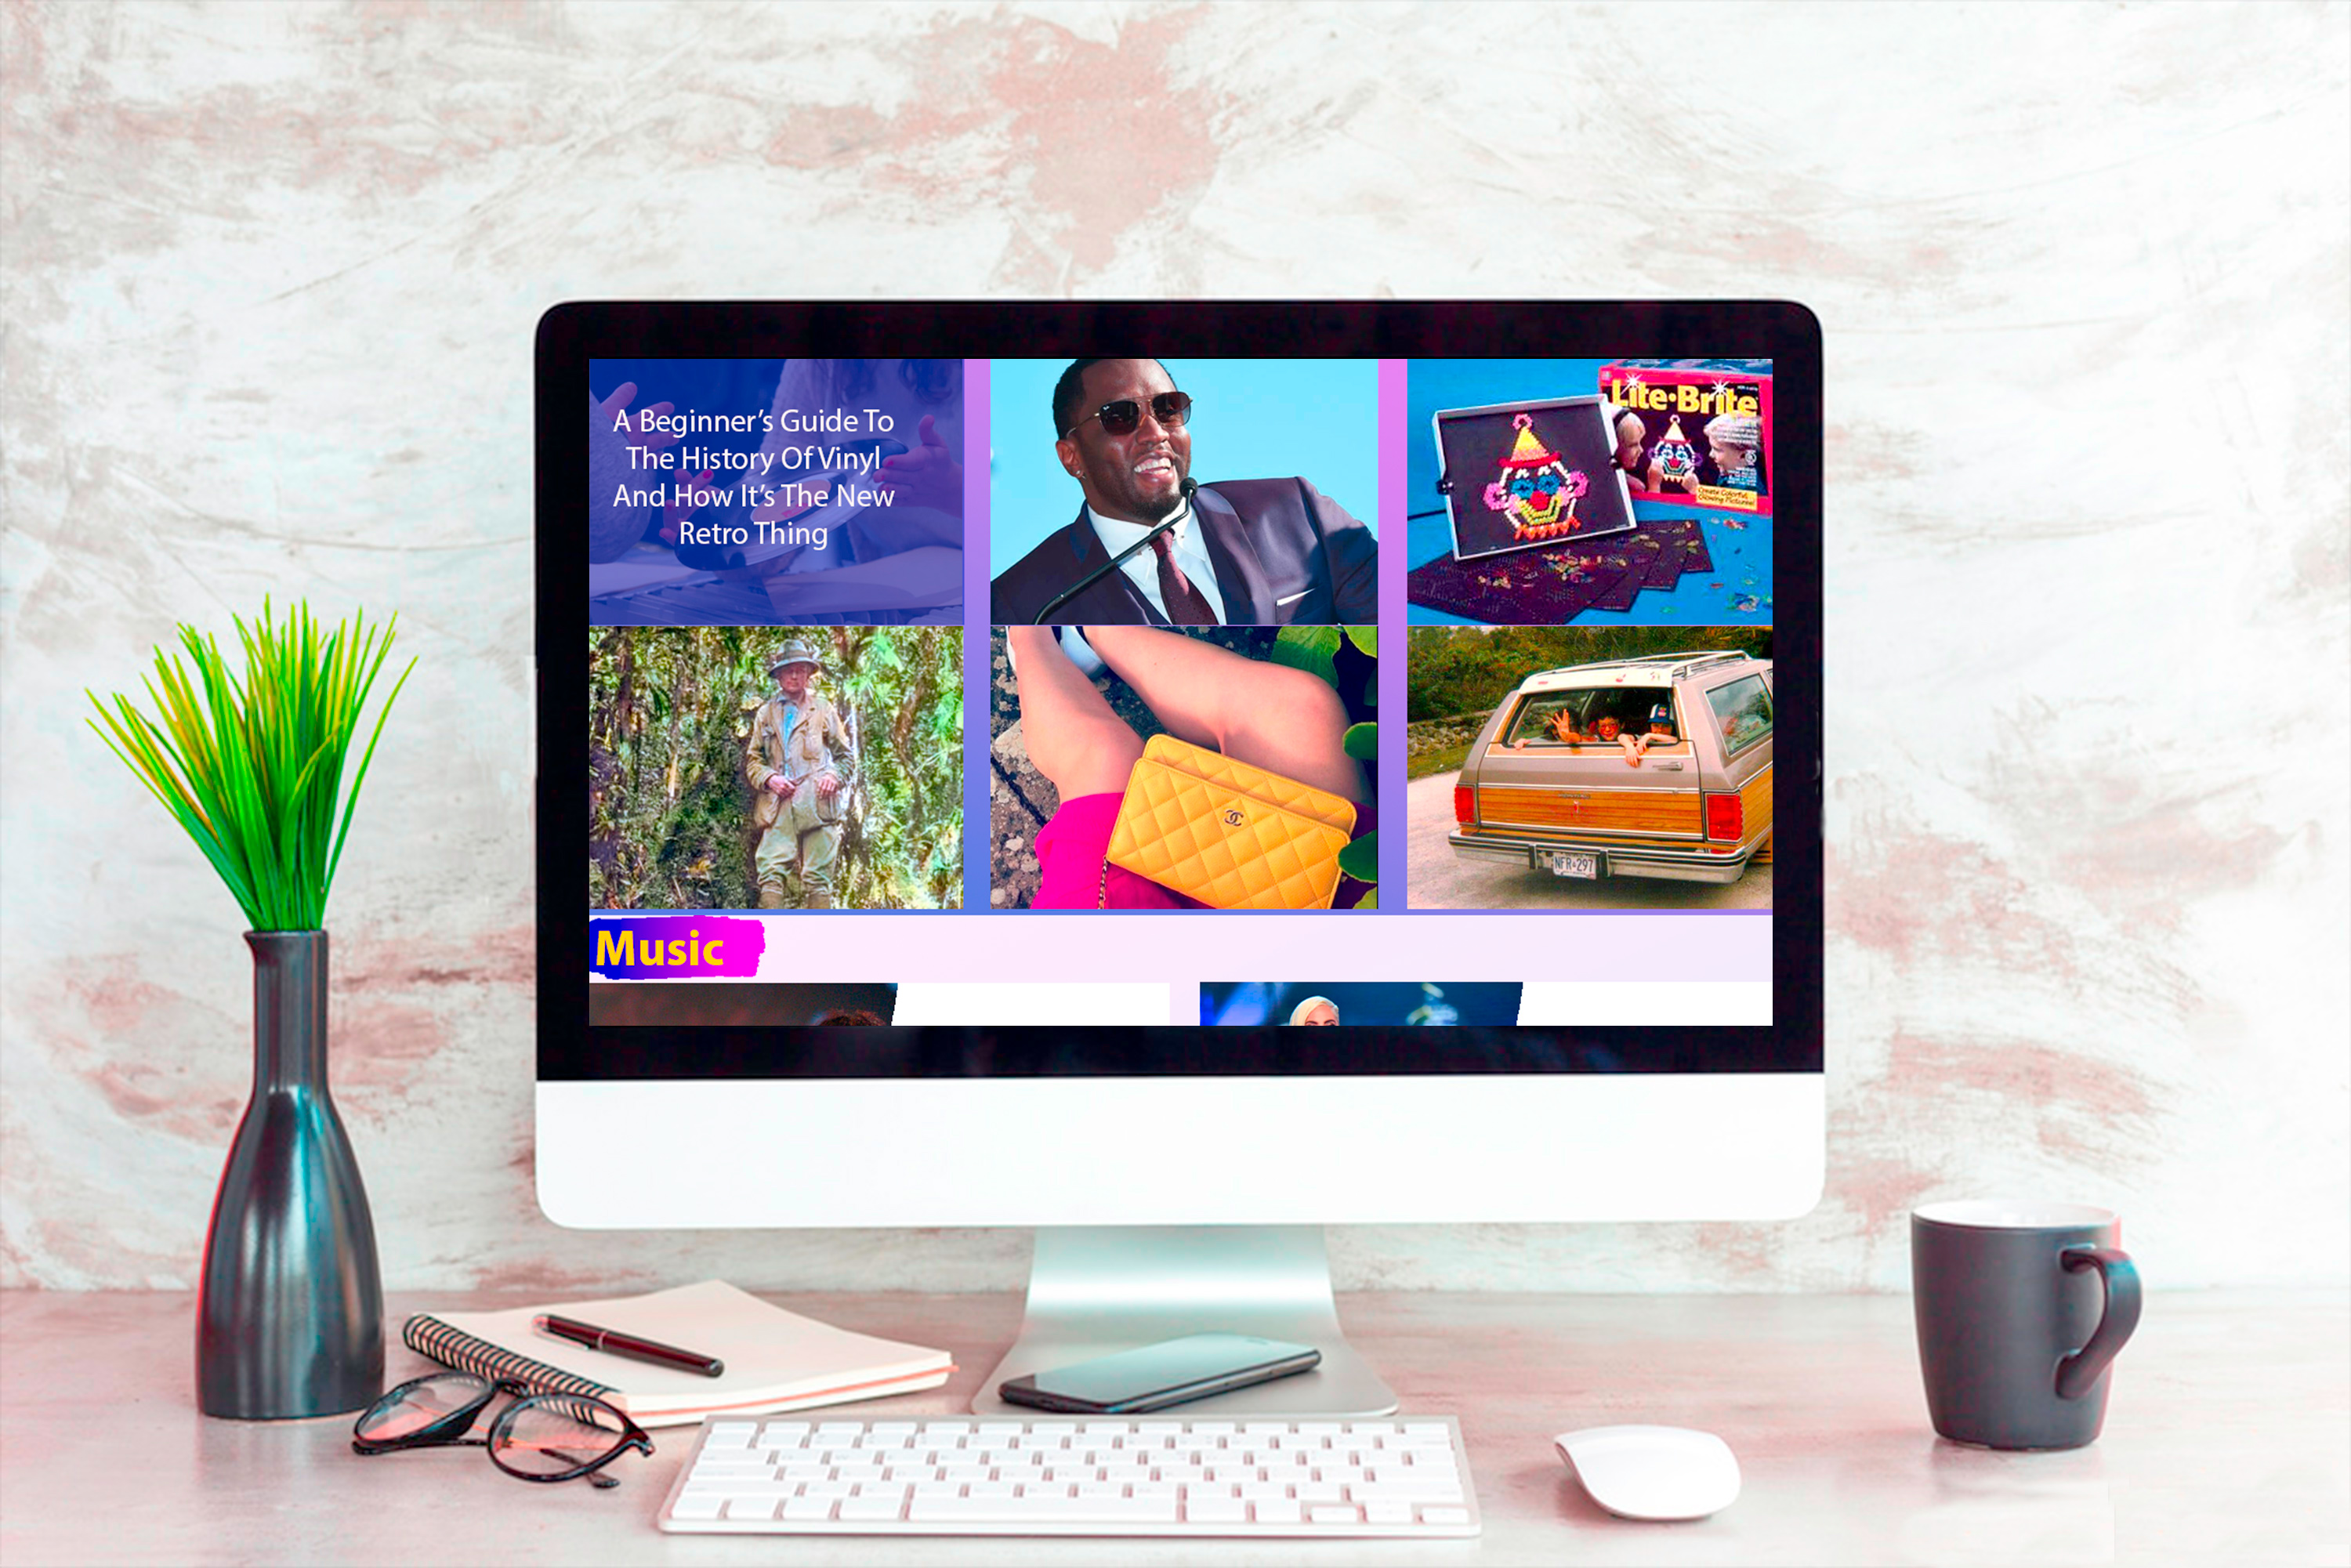 A Beginner's Guide To
The History Of Vinyl
And How It's The New
Retro Thing
Lite-Brite
Create Colorful,
Glowing Pictures!
NFR 297
Music